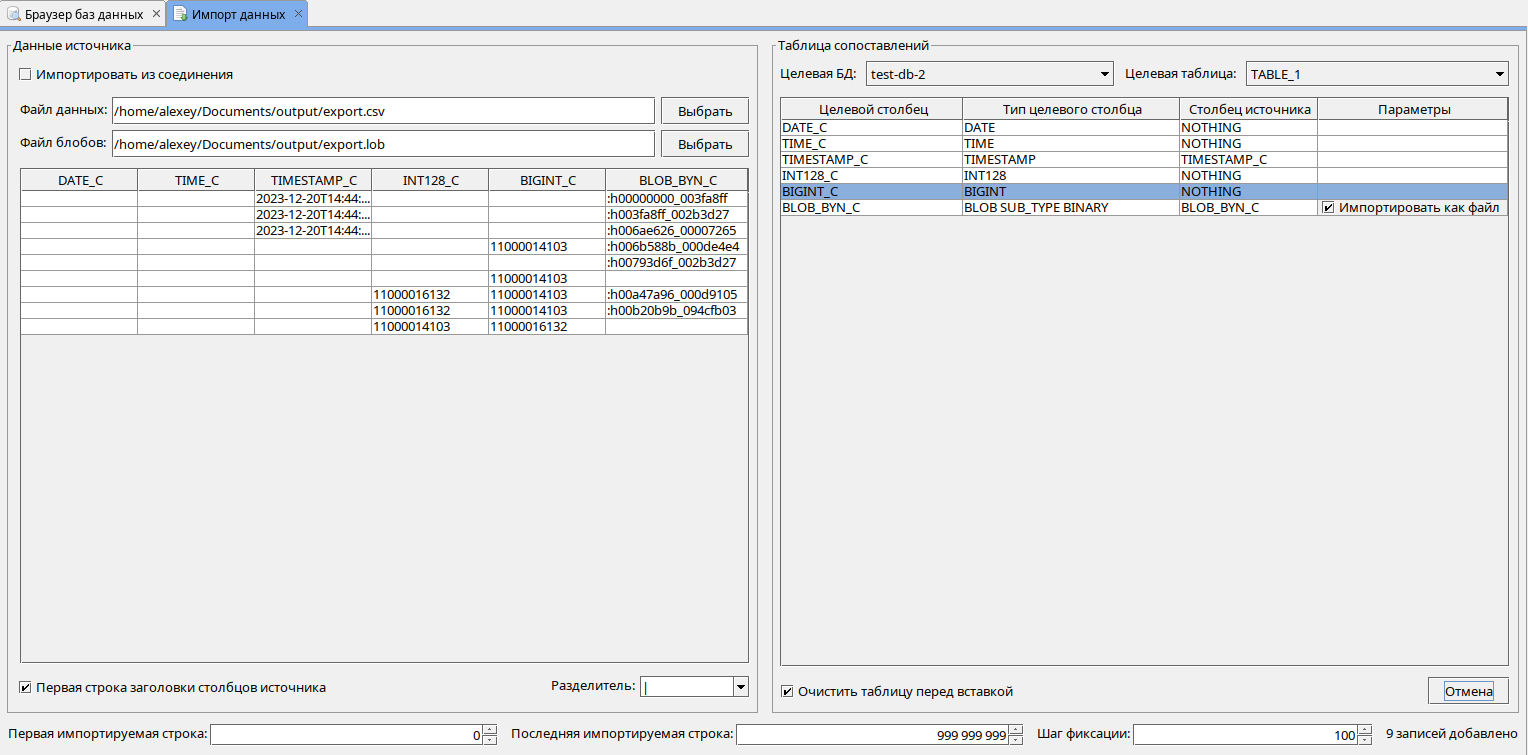 Браузер баз данных Импорт данных
Данные источника
Импортировать из соединения
Файл данных: /home/alexey/Documents/output/export.csv Выбрать
Файл блобов: /home/alexey/Documents/output/export.lob Выбрать
DATE_C TIME_C TIMESTAMP_C INT128_C BIGINT_C BLOB_BYN_C
2023-12-20T14:44:... :h00000000_003fa8ff
2023-12-20T14:44:... :h003fa8ff_002b3d27
2023-12-20T14:44:... :h006ae626_00007265
11000014103 :h006b588b_000de4e4
:h00793d6f_002b3d27
11000014103
11000016132 11000014103 :h00a47a96_000d9105
11000016132 11000014103 :h00b20b9b_094cfb03
11000014103 11000016132
Первая строка заголовки столбцов источника Разделитель: |
Таблица сопоставлений
Целевая БД: test-db-2 Целевая таблица: TABLE_1
Целевой столбец Тип целевого столбца Столбец источника Параметры
DATE_C DATE NOTHING
TIME_C TIME NOTHING
TIMESTAMP_C TIMESTAMP TIMESTAMP_C
INT128_C INT128 NOTHING
BIGINT_C BIGINT NOTHING
BLOB_BYN_C BLOB SUB_TYPE BINARY BLOB_BYN_C Импортировать как файл
Очистить таблицу перед вставкой Отмена
Первая импортируемая строка: 0 Последняя импортируемая строка: 999 999 999 Шаг фиксации: 100 9 записей добавлено